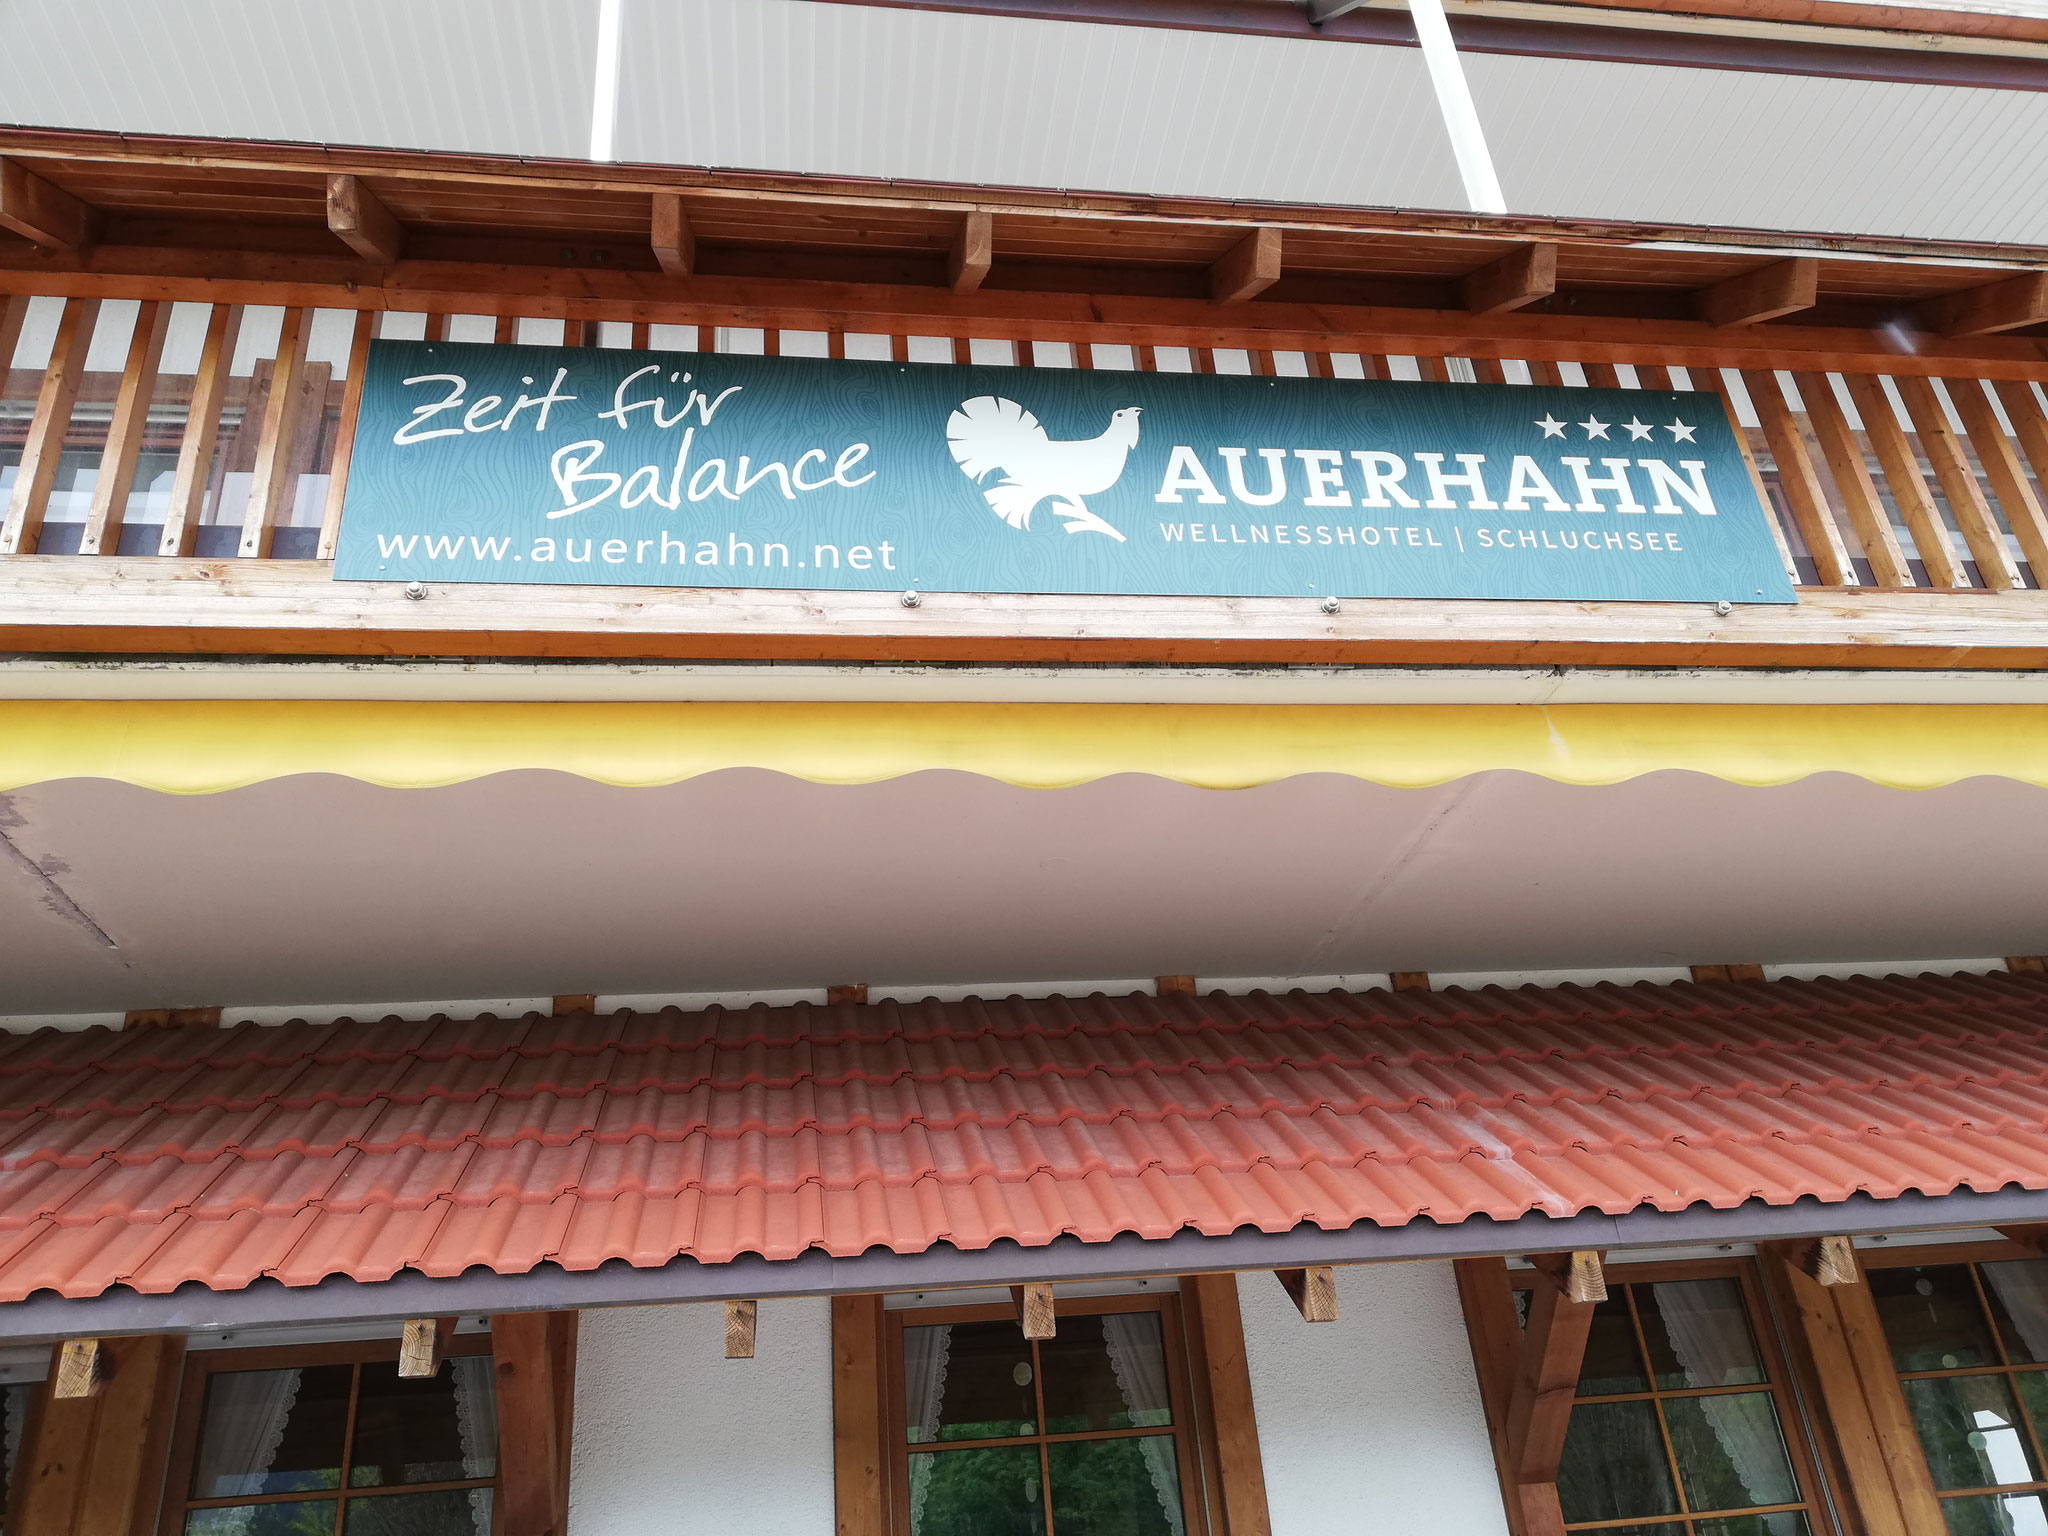 Zeit für
Balance
www.auerhahn.net
AUERHAHN
WELLNESSHOTEL | SCHLUCHSEE